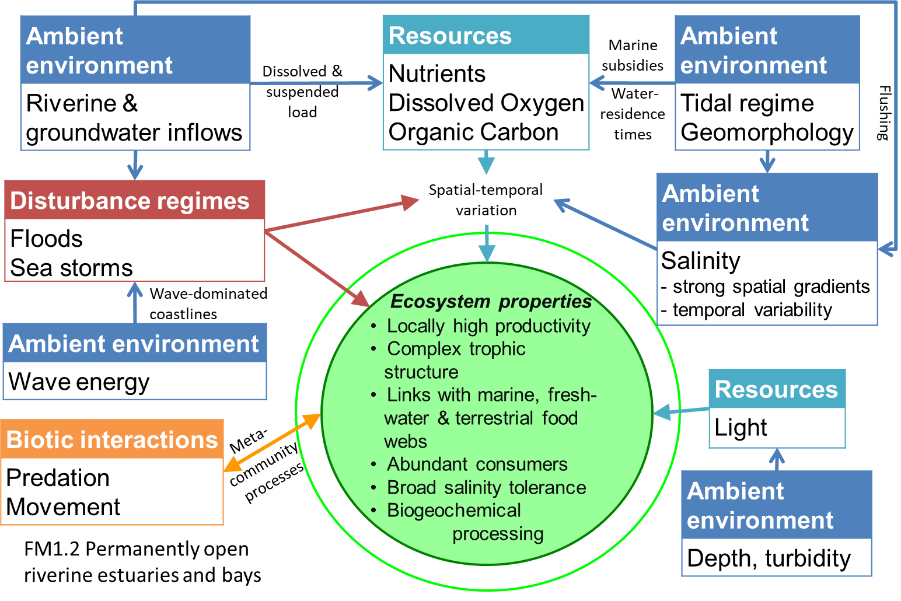 Ambient
environment
Riverine &
groundwater inflows
Dissolved &
suspended
load
Resources
Nutrients
Dissolved Oxygen
Organic Carbon
Marine
subsidies
Water-
residence
times
Ambient
environment
Tidal regime
Geomorphology
Flushing
Disturbance regimes
Floods
Sea storms
Spatial-temporal
variation
Ambient
environment
Salinity
- strong spatial gradients
- temporal variability
Wave-dominated
coastlines
Ambient environment
Wave energy
Ecosystem properties
• Locally high productivity
• Complex trophic
structure
• Links with marine, fresh-
water & terrestrial food
webs
• Abundant consumers
• Broad salinity tolerance
• Biogeochemical
processing
Resources
Light
Biotic interactions
Predation
Movement
Meta-
community
processes
Ambient
environment
Depth, turbidity
FM1.2 Permanently open
riverine estuaries and bays